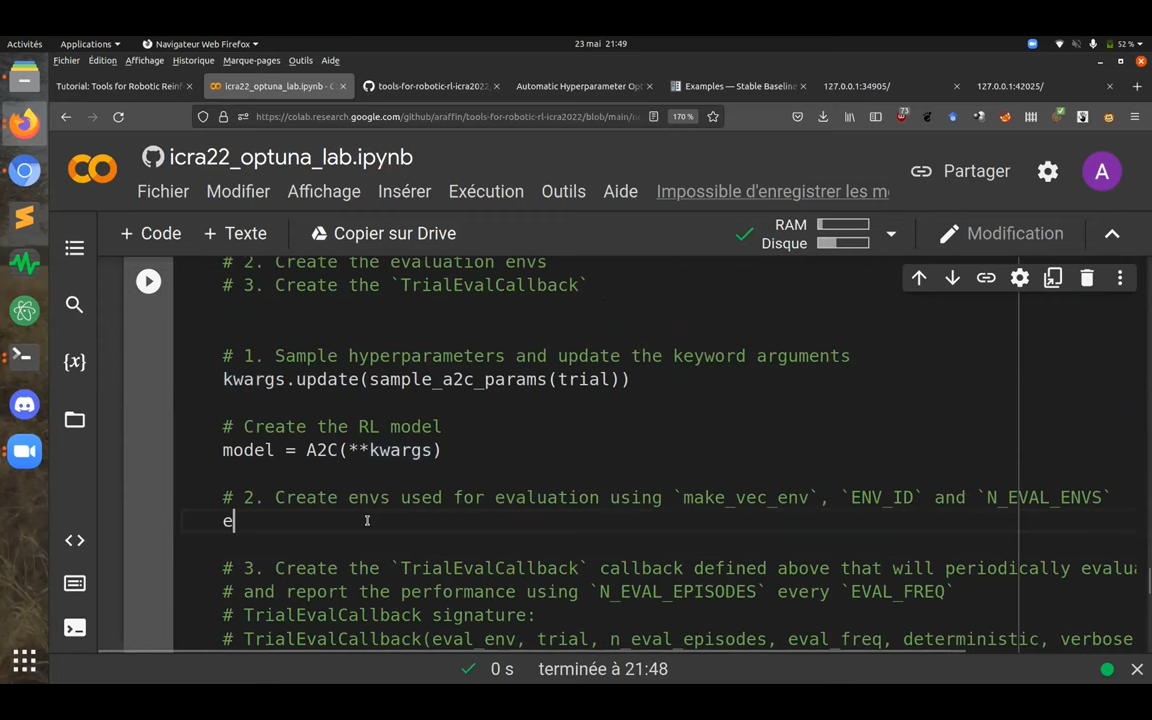 Activités Applications Navigateur Web Firefox 23 mai 21:49 52 %
Fichier Édition Affichage Historique Marque-pages Outils Aide
Tutorial: Tools for Robotic Reinf icra22_optuna_lab.ipynb - C tools-for-robotic-rl-icra2022 Automatic Hyperparameter Opt Examples — Stable Baseline 127.0.0.1:34905/ 127.0.0.1:42025/
https://colab.research.google.com/github/araffin/tools-for-robotic-rl-icra2022/blob/main/n 170 % 73
icra22_optuna_lab.ipynb
Partager A
Fichier Modifier Affichage Insérer Exécution Outils Aide Impossible d'enregistrer les m
+ Code + Texte Copier sur Drive RAM Disque Modification
# 2. Create the evaluation envs
# 3. Create the `TrialEvalCallback`
# 1. Sample hyperparameters and update the keyword arguments
kwargs.update(sample_a2c_params(trial))
# Create the RL model
model = A2C(**kwargs)
# 2. Create envs used for evaluation using `make_vec_env`, `ENV_ID` and `N_EVAL_ENVS`
e
# 3. Create the `TrialEvalCallback` callback defined above that will periodically evalua
# and report the performance using `N_EVAL_EPISODES` every `EVAL_FREQ`
# TrialEvalCallback signature:
# TrialEvalCallback(eval_env, trial, n_eval_episodes, eval_freq, deterministic, verbose
0 s terminée à 21:48